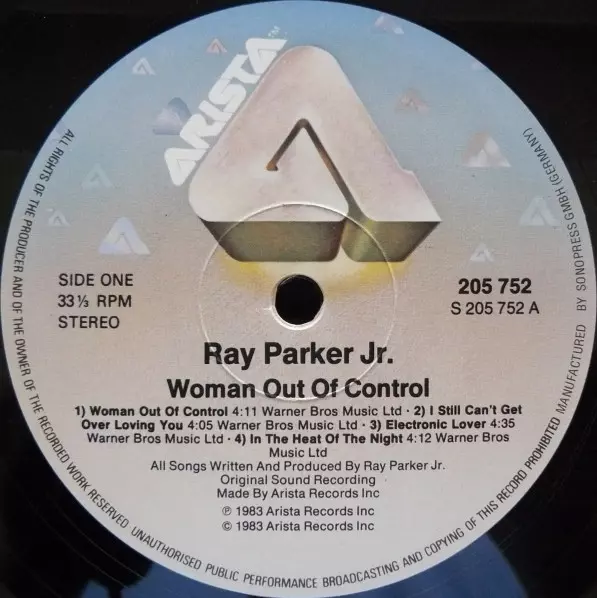 ARISTA™
SIDE ONE
33⅓ RPM
STEREO
205 752
S 205 752 A
Ray Parker Jr.
Woman Out Of Control
1) Woman Out Of Control 4:11 Warner Bros Music Ltd · 2) I Still Can't Get
Over Loving You 4:05 Warner Bros Music Ltd · 3) Electronic Lover 4:35
Warner Bros Music Ltd · 4) In The Heat Of The Night 4:12 Warner Bros
Music Ltd
All Songs Written And Produced By Ray Parker Jr.
Original Sound Recording
Made By Arista Records Inc
℗ 1983 Arista Records Inc
© 1983 Arista Records Inc
ALL RIGHTS OF THE PRODUCER AND OF THE OWNER OF THE RECORDED WORK RESERVED UNAUTHORISED PUBLIC PERFORMANCE BROADCASTING AND COPYING OF THIS RECORD PROHIBITED MANUFACTURED BY SONOPRESS GMBH (GERMANY)